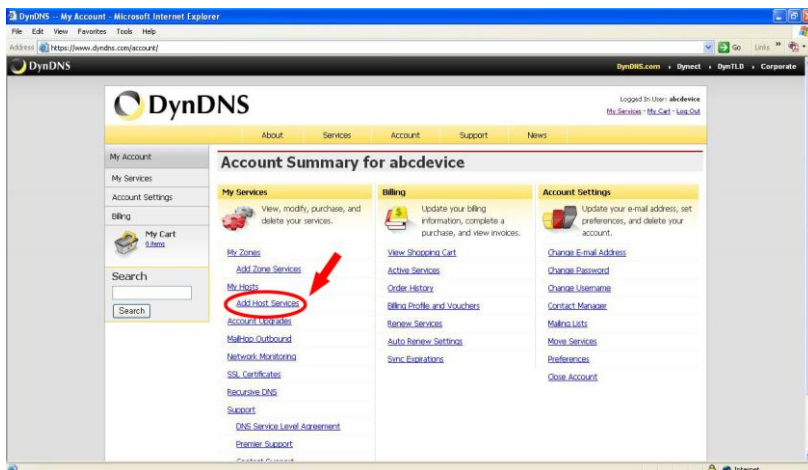 DynDNS -- My Account - Microsoft Internet Explorer
File Edit View Favorites Tools Help
Address https://www.dyndns.com/account/ Go Links »
DynDNS
DynDNS.com Dynect DynTLD Corporate
DynDNS
Logged In User: abcdevice
My Services - My Cart - Log Out
About Services Account Support News
My Account
My Services
Account Settings
Billing
My Cart
0 items
Search
Search
Account Summary for abcdevice
My Services
View, modify, purchase, and
delete your services.
My Zones
Add Zone Services
My Hosts
Add Host Services
Account Upgrades
MailHop Outbound
Network Monitoring
SSL Certificates
Recursive DNS
Support
DNS Service Level Agreement
Premier Support
Contact Support
Billing
Update your billing
information, complete a
purchase, and view invoices.
View Shopping Cart
Active Services
Order History
Billing Profile and Vouchers
Renew Services
Auto Renew Settings
Sync Expirations
Account Settings
Update your e-mail address, set
preferences, and delete your
account.
Change E-mail Address
Change Password
Change Username
Contact Manager
Mailing Lists
Move Services
Preferences
Close Account
Internet